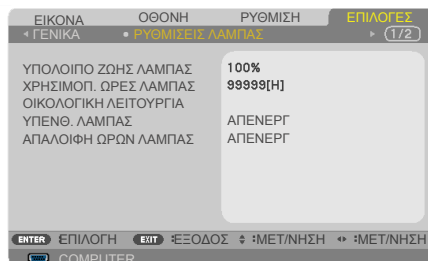 ΕΙΚΟΝΑ ΟΘΟΝΗ ΡΥΘΜΙΣΗ ΕΠΙΛΟΓΕΣ
ΓΕΝΙΚΑ • ΡΥΘΜΙΣΕΙΣ ΛΑΜΠΑΣ 1/2
ΥΠΟΛΟΙΠΟ ΖΩΗΣ ΛΑΜΠΑΣ 100%
ΧΡΗΣΙΜΟΠ. ΩΡΕΣ ΛΑΜΠΑΣ 99999[H]
ΟΙΚΟΛΟΓΙΚΗ ΛΕΙΤΟΥΡΓΙΑ
ΥΠΕΝΘ. ΛΑΜΠΑΣ ΑΠΕΝΕΡΓ
ΑΠΑΛΟΙΦΗ ΩΡΩΝ ΛΑΜΠΑΣ ΑΠΕΝΕΡΓ
ENTER :ΕΠΙΛΟΓΗ EXIT :ΕΞΟΔΟΣ :ΜΕΤ/ΝΗΣΗ :ΜΕΤ/ΝΗΣΗ
COMPUTER